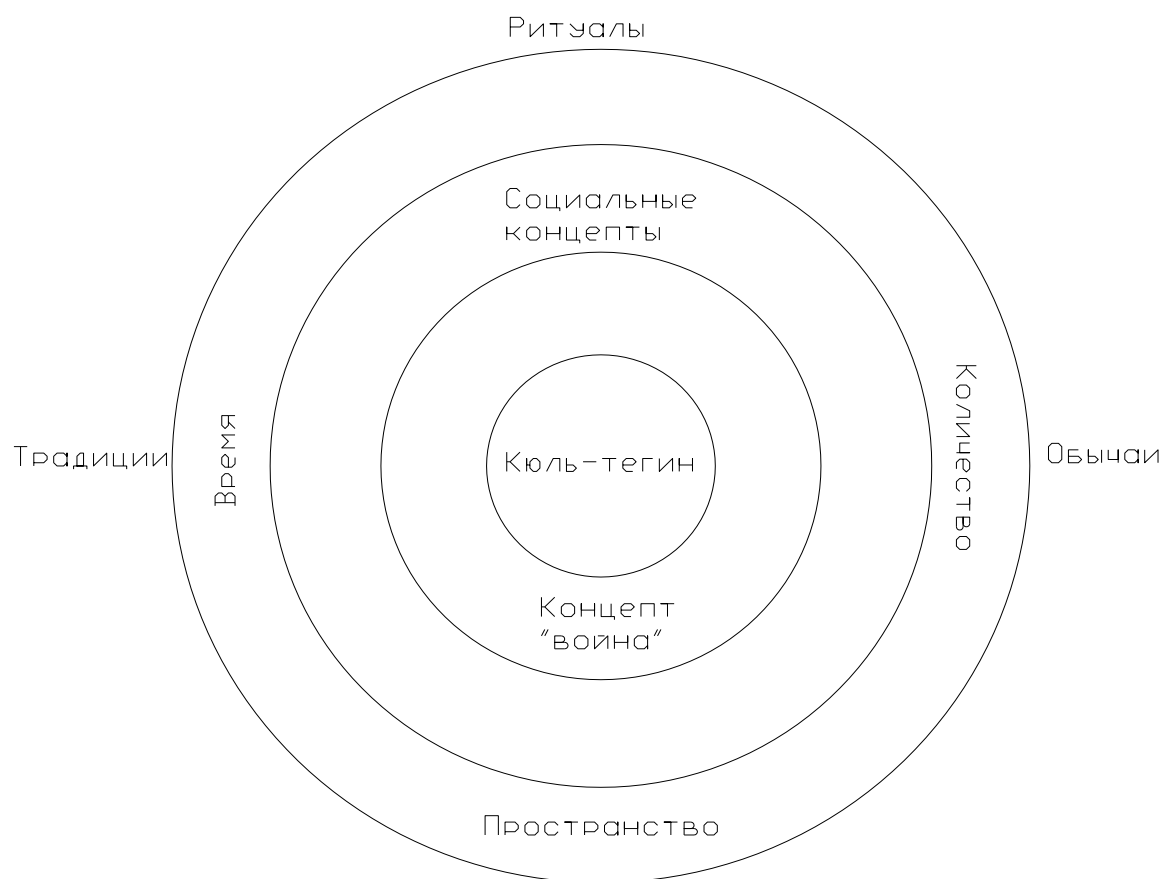 Ритуалы
Социальные
концепты
Количество
Время
Традиции
Обычаи
Кюль-тегин
Концепт
"война"
Пространство